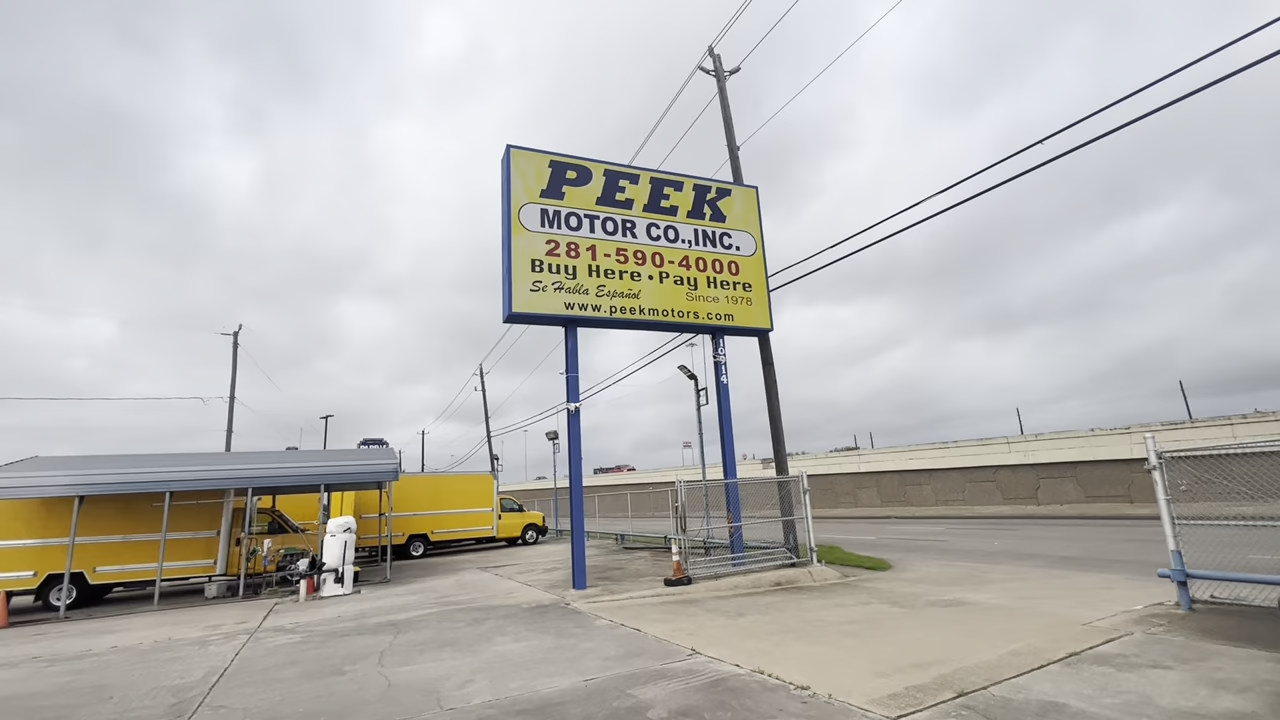 PEEK
MOTOR CO.,INC.
281-590-4000
Buy Here • Pay Here
Se Habla Español
Since 1978
www.peekmotors.com
10914